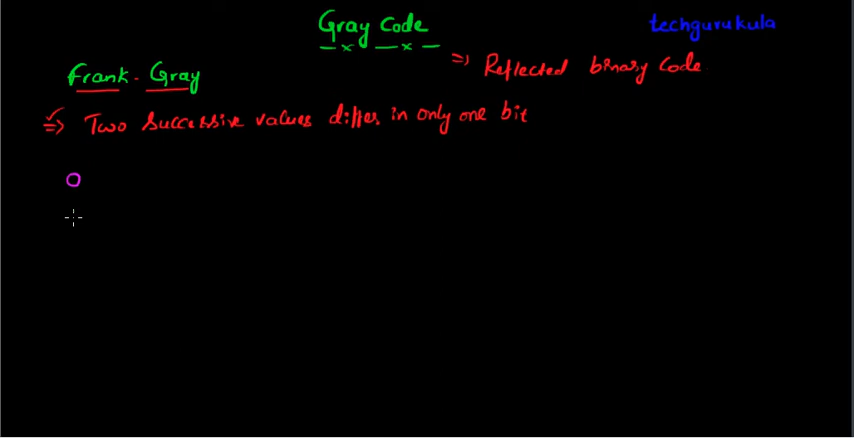 Gray Code
techgurukula
Frank - Gray
=> Reflected binary Code
=> Two Successive values differ in only one bit
0